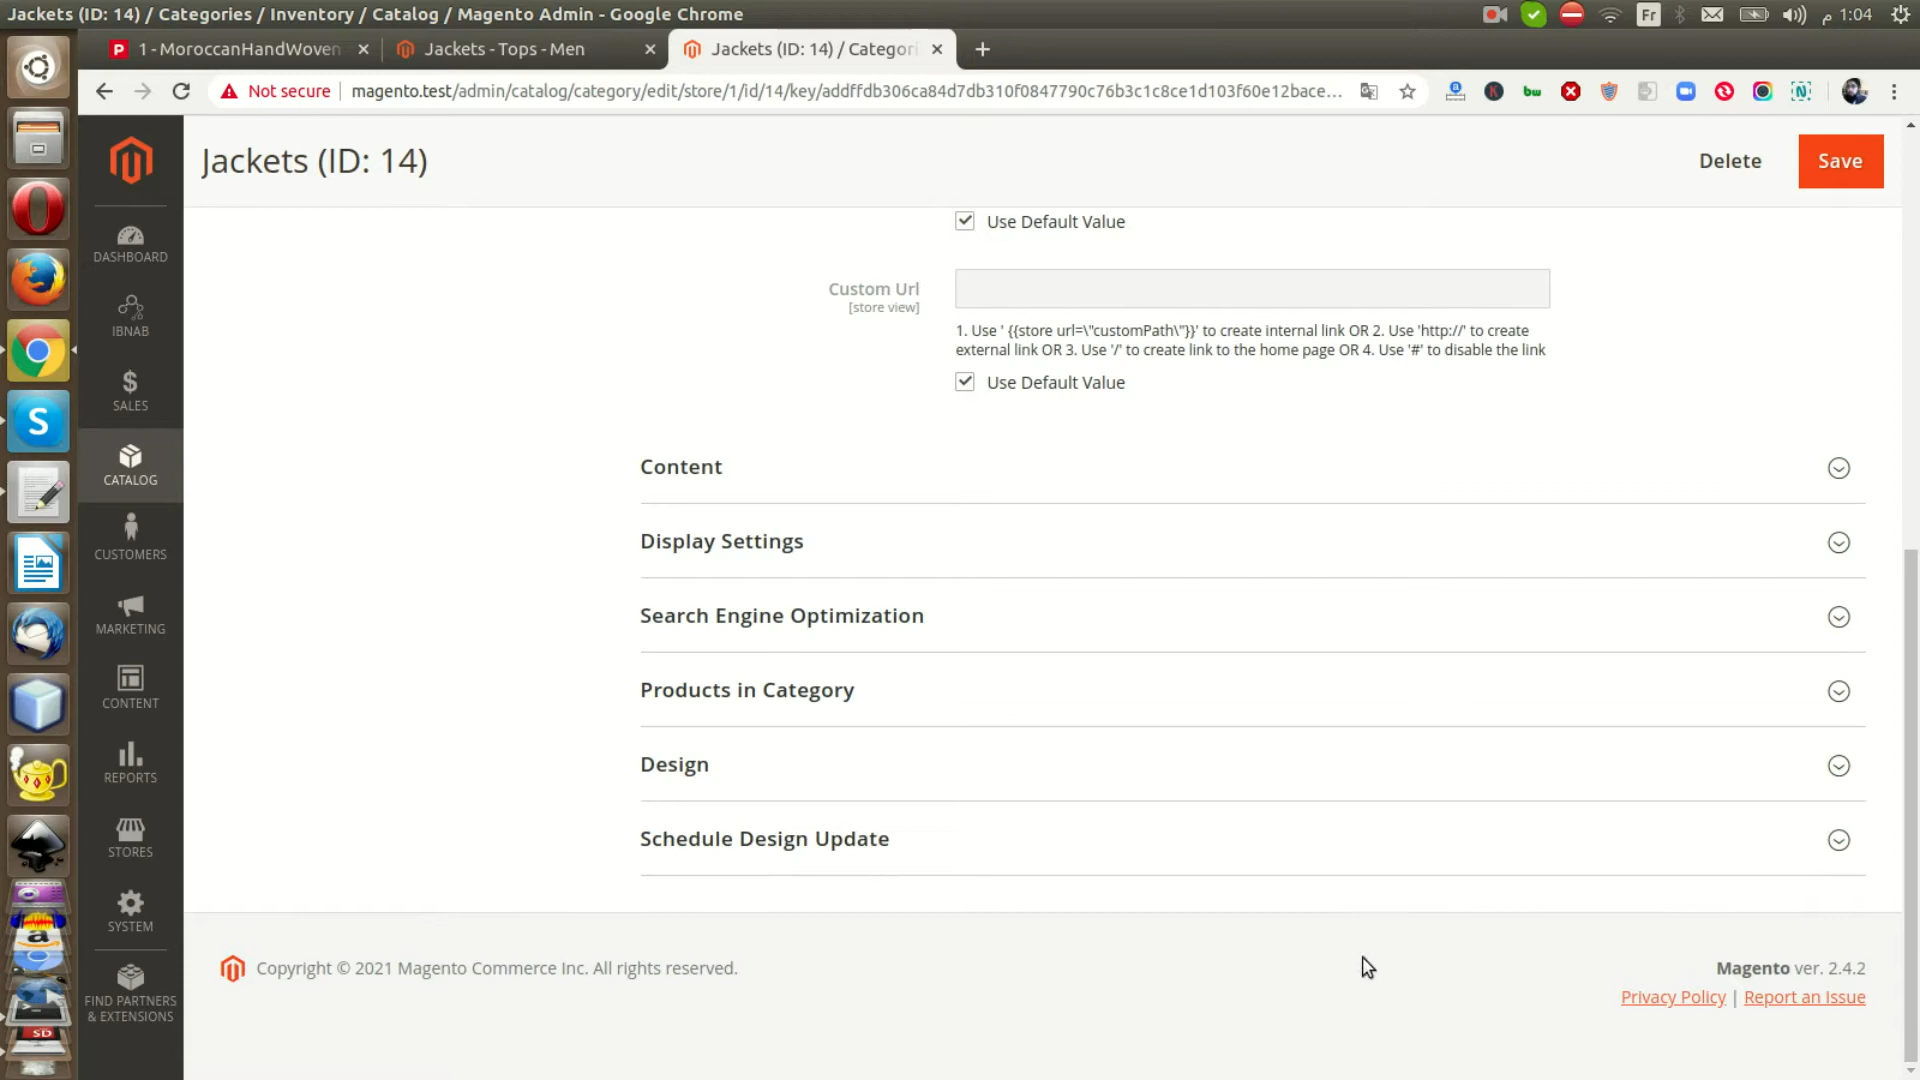 Jackets (ID: 14) / Categories / Inventory / Catalog / Magento Admin - Google Chrome
Fr
م 1:04
P 1 - MoroccanHandWoven
Jackets - Tops - Men
Jackets (ID: 14) / Categori
Not secure
magento.test/admin/catalog/category/edit/store/1/id/14/key/addffdb306ca84d7db310f0847790c76b3c1c8ce1d103f60e12bace...
bw
Jackets (ID: 14)
Delete
Save
DASHBOARD
IBNAB
SALES
CATALOG
CUSTOMERS
MARKETING
CONTENT
REPORTS
STORES
SYSTEM
FIND PARTNERS
& EXTENSIONS
Use Default Value
Custom Url
[store view]
1. Use ' {{store url=\"customPath\"}}' to create internal link OR 2. Use 'http://' to create
external link OR 3. Use '/' to create link to the home page OR 4. Use '#' to disable the link
Use Default Value
Content
Display Settings
Search Engine Optimization
Products in Category
Design
Schedule Design Update
Copyright © 2021 Magento Commerce Inc. All rights reserved.
Magento ver. 2.4.2
Privacy Policy | Report an Issue
S
a
SD